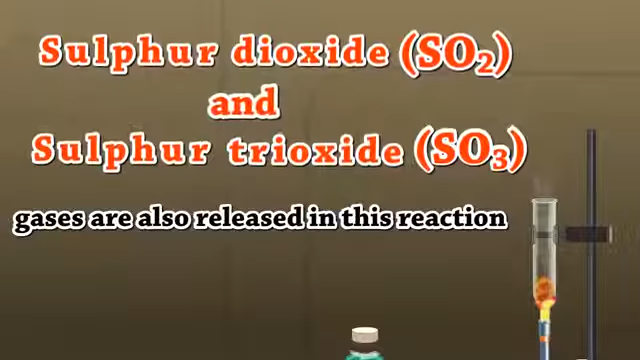 Sulphur dioxide (SO₂)
and
Sulphur trioxide (SO₃)
gases are also released in this reaction